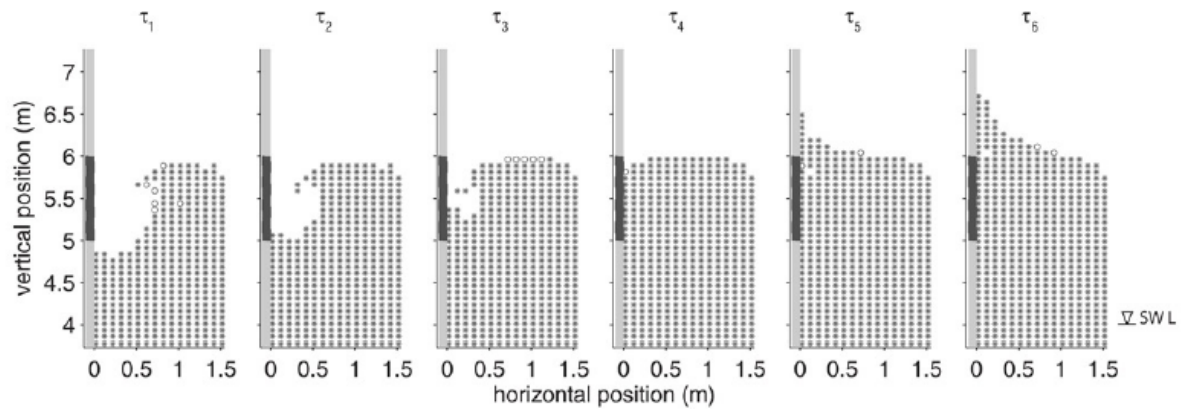 τ1 τ2 τ3 τ4 τ5 τ6
vertical position (m)
7
6.5
6
5.5
5
4.5
4
SWL
0 0.5 1 1.5 0 0.5 1 1.5 0 0.5 1 1.5 0 0.5 1 1.5 0 0.5 1 1.5 0 0.5 1 1.5
horizontal position (m)